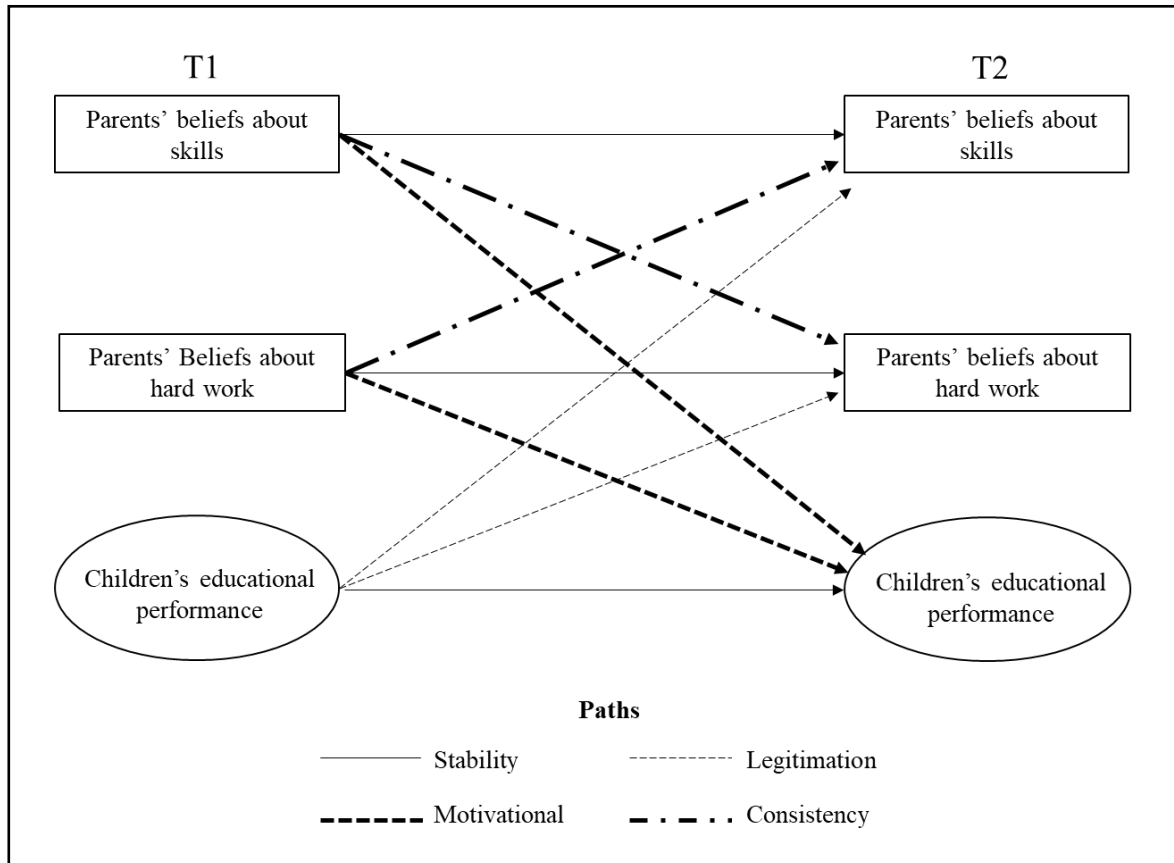 T1
T2
Parents’ beliefs about
skills
Parents’ beliefs about
skills
Parents’ Beliefs about
hard work
Parents’ beliefs about
hard work
Children’s educational
performance
Children’s educational
performance
Paths
Stability
Legitimation
Motivational
Consistency